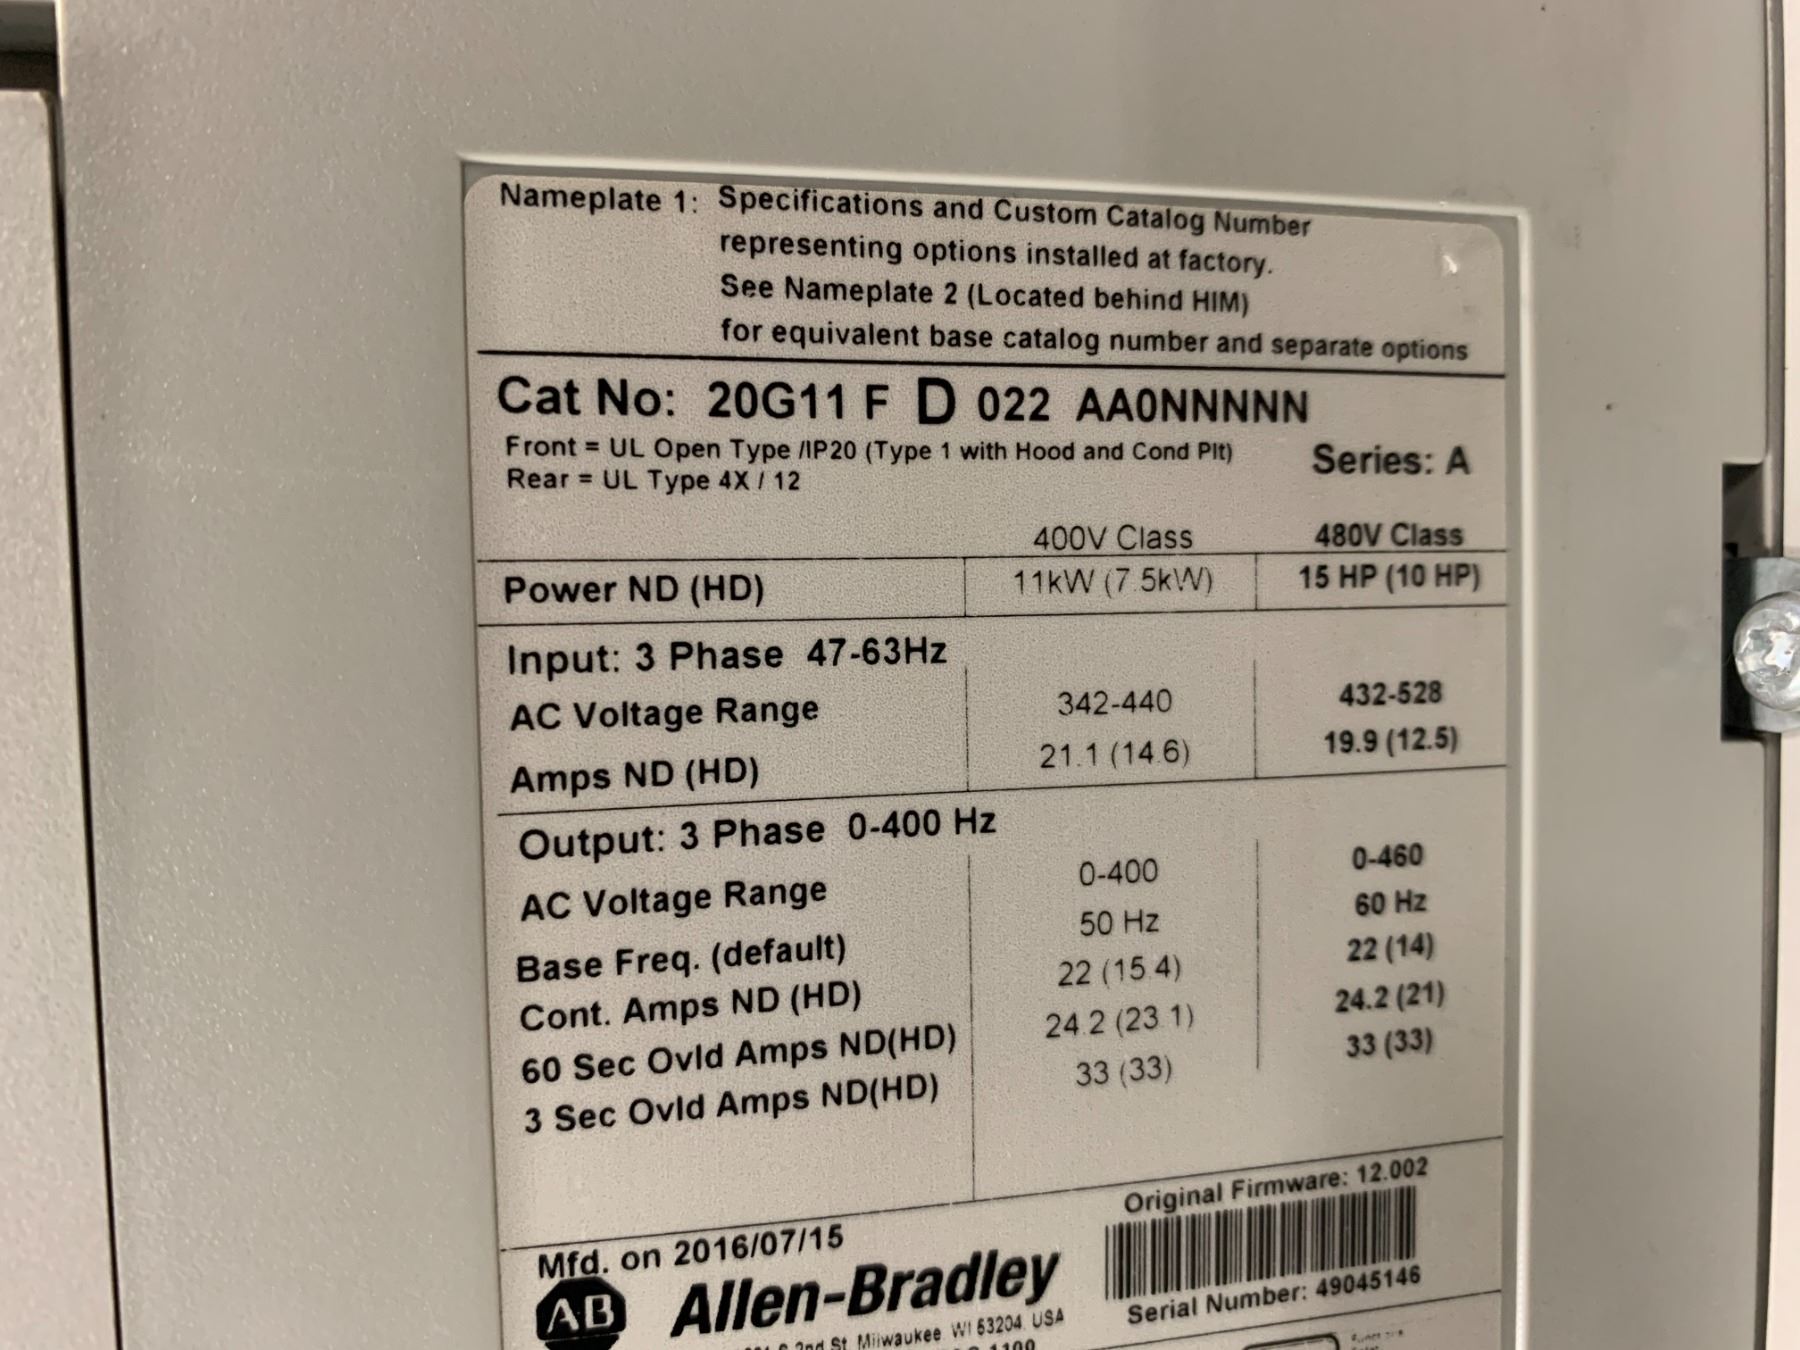 Nameplate 1: Specifications and Custom Catalog Number
representing options installed at factory.
See Nameplate 2 (Located behind HIM)
for equivalent base catalog number and separate options
Cat No: 20G11 F D 022 AA0NNNNN
Front = UL Open Type /IP20 (Type 1 with Hood and Cond Plt)
Series: A
Rear = UL Type 4X / 12
400V Class 480V Class
Power ND (HD) 11kW (7.5kW) 15 HP (10 HP)
Input: 3 Phase 47-63Hz
AC Voltage Range 342-440 432-528
Amps ND (HD) 21.1 (14.6) 19.9 (12.5)
Output: 3 Phase 0-400 Hz
AC Voltage Range 0-400 0-460
Base Freq. (default) 50 Hz 60 Hz
Cont. Amps ND (HD) 22 (15.4) 22 (14)
60 Sec Ovld Amps ND(HD) 24.2 (23.1) 24.2 (21)
3 Sec Ovld Amps ND(HD) 33 (33) 33 (33)
Original Firmware: 12.002
Mfd. on 2016/07/15
AB Allen-Bradley
Serial Number: 49045146
2nd St. Milwaukee, WI 53204 USA